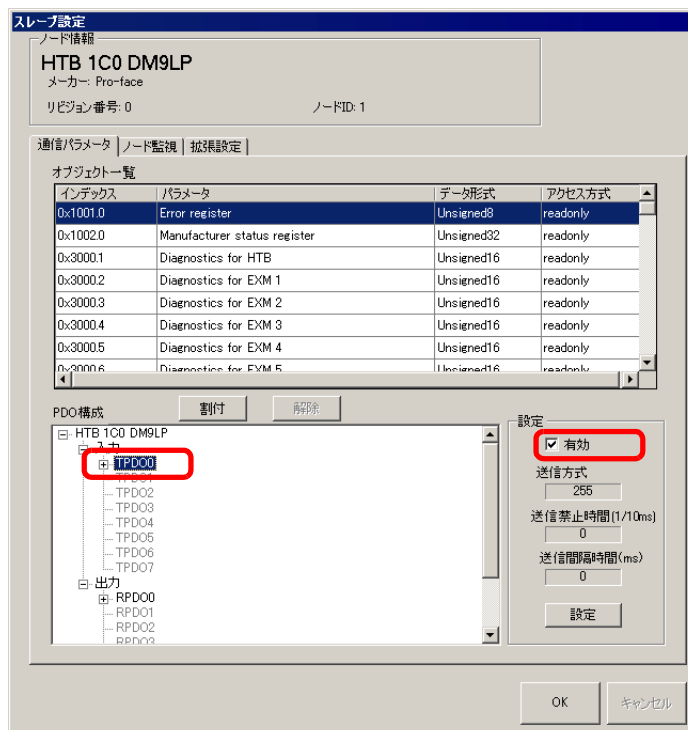 スレーブ設定
ノード情報
HTB 1C0 DM9LP
メーカー: Pro-face
リビジョン番号: 0 ノードID: 1
通信パラメータ ノード監視 拡張設定
オブジェクト一覧
インデックス パラメータ データ形式 アクセス方式
0x1001.0 Error register Unsigned8 readonly
0x1002.0 Manufacturer status register Unsigned32 readonly
0x3000.1 Diagnostics for HTB Unsigned16 readonly
0x3000.2 Diagnostics for EXM 1 Unsigned16 readonly
0x3000.3 Diagnostics for EXM 2 Unsigned16 readonly
0x3000.4 Diagnostics for EXM 3 Unsigned16 readonly
0x3000.5 Diagnostics for EXM 4 Unsigned16 readonly
0x3000.6 Diagnostics for EXM 5 Unsigned16 readonly
PDO構成 割付 解除
HTB 1C0 DM9LP
入力
TPDO0
TPDO1
TPDO2
TPDO3
TPDO4
TPDO5
TPDO6
TPDO7
出力
RPDO0
RPDO1
RPDO2
RPDO3
設定
有効
送信方式
255
送信禁止時間(1/10ms)
0
送信間隔時間(ms)
0
設定
OK キャンセル